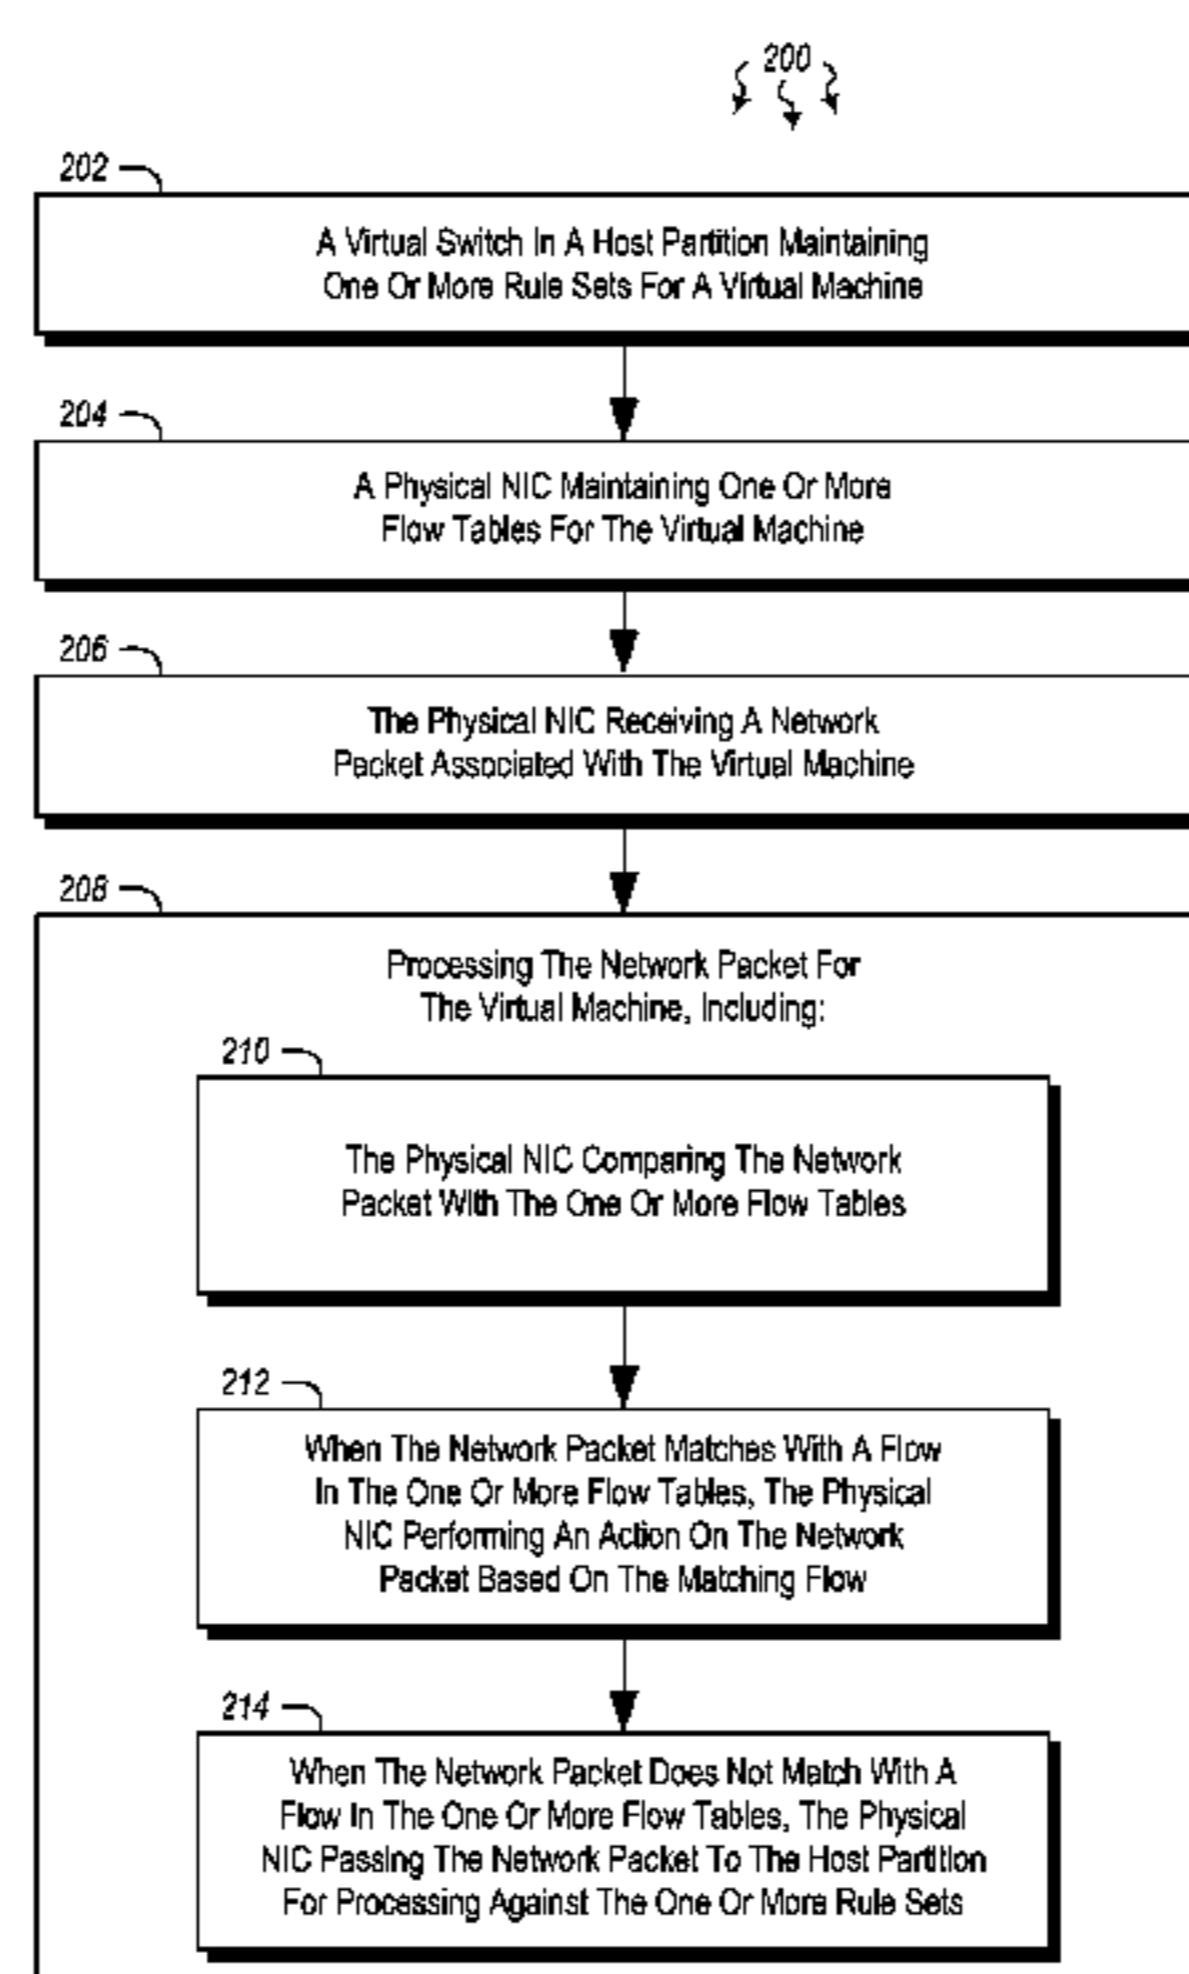 200
202
A Virtual Switch In A Host Partition Maintaining
One Or More Rule Sets For A Virtual Machine
204
A Physical NIC Maintaining One Or More
Flow Tables For The Virtual Machine
206
The Physical NIC Receiving A Network
Packet Associated With The Virtual Machine
208
Processing The Network Packet For
The Virtual Machine, Including:
210
The Physical NIC Comparing The Network
Packet With The One Or More Flow Tables
212
When The Network Packet Matches With A Flow
In The One Or More Flow Tables, The Physical
NIC Performing An Action On The Network
Packet Based On The Matching Flow
214
When The Network Packet Does Not Match With A
Flow In The One Or More Flow Tables, The Physical
NIC Passing The Network Packet To The Host Partition
For Processing Against The One Or More Rule Sets